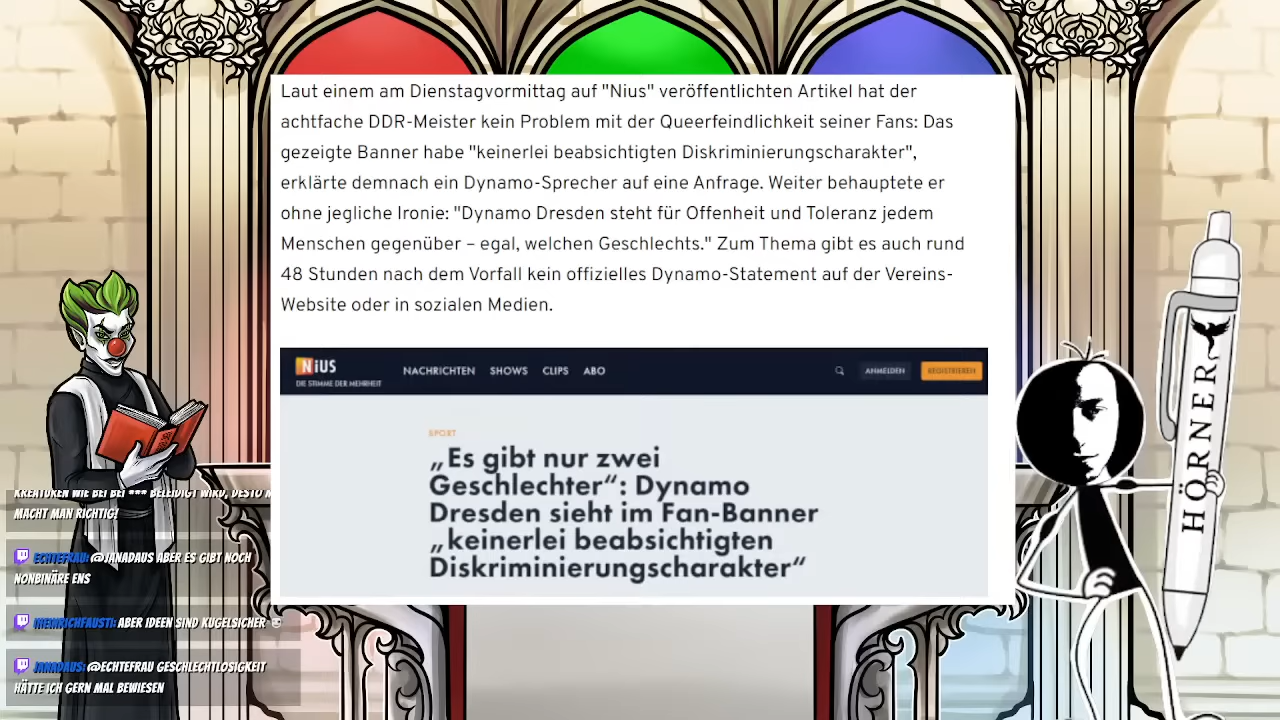 Laut einem am Dienstagvormittag auf "Nius" veröffentlichten Artikel hat der
achtfache DDR-Meister kein Problem mit der Queerfeindlichkeit seiner Fans: Das
gezeigte Banner habe "keinerlei beabsichtigten Diskriminierungscharakter",
erklärte demnach ein Dynamo-Sprecher auf eine Anfrage. Weiter behauptete er
ohne jegliche Ironie: "Dynamo Dresden steht für Offenheit und Toleranz jedem
Menschen gegenüber – egal, welchen Geschlechts." Zum Thema gibt es auch rund
48 Stunden nach dem Vorfall kein offizielles Dynamo-Statement auf der Vereins-
Website oder in sozialen Medien.
NiUS
DIE STIMME DER MEHRHEIT
NACHRICHTEN SHOWS CLIPS ABO
ANMELDEN
REGISTRIEREN
SPORT
„Es gibt nur zwei
Geschlechter“: Dynamo
Dresden sieht im Fan-Banner
„keinerlei beabsichtigten
Diskriminierungscharakter“
HÖRNER
KREATUREN WIE BEI BEI *** BELEIDIGT WIRD, DESTO M
MACHT MAN RICHTIG!
ECHTEFRAU: @JANADAUS ABER ES GIBT NOCH
NONBINÄRE ENS
HEINRICHFAUST1: ABER IDEEN SIND KUGELSICHER
JANADAUS: @ECHTEFRAU GESCHLECHTLOSIGKEIT
HÄTTE ICH GERN MAL BEWIESEN